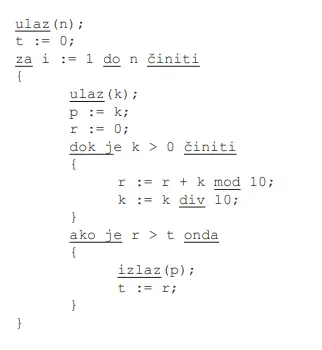 ulaz(n);
t := 0;
za i := 1 do n činiti
{
ulaz(k);
p := k;
r := 0;
dok je k > 0 činiti
{
r := r + k mod 10;
k := k div 10;
}
ako je r > t onda
{
izlaz(p);
t := r;
}
}